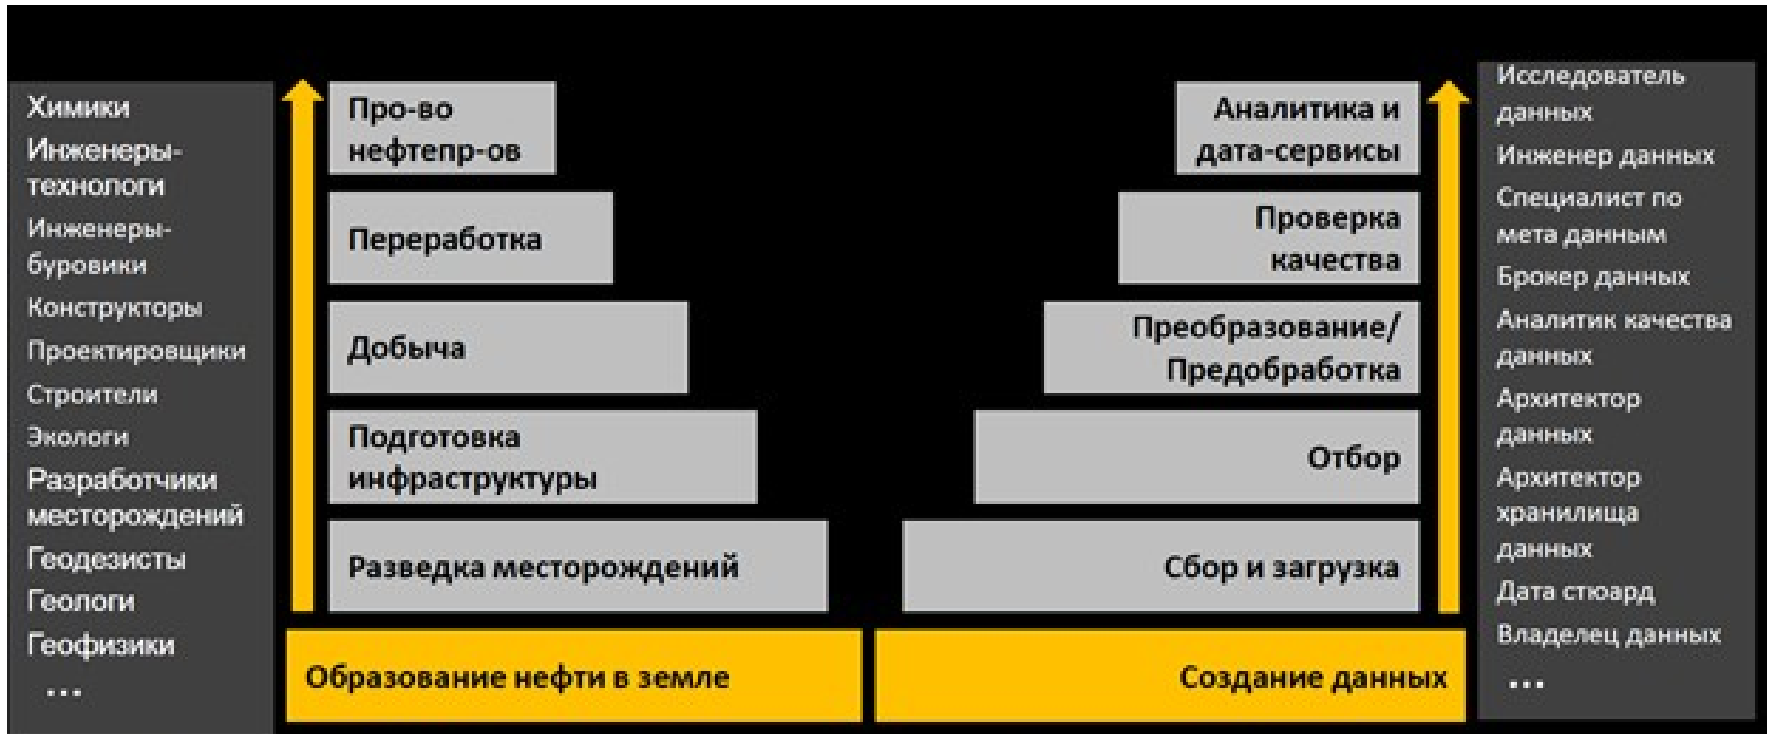 Химики
Инженеры-
технологи
Инженеры-
буровики
Конструкторы
Проектировщики
Строители
Экологи
Разработчики
месторождений
Геодезисты
Геологи
Геофизики
...
Про-во
нефтепр-ов
Переработка
Добыча
Подготовка
инфраструктуры
Разведка месторождений
Образование нефти в земле
Аналитика и
дата-сервисы
Проверка
качества
Преобразование/
Предобработка
Отбор
Сбор и загрузка
Создание данных
Исследователь
данных
Инженер данных
Специалист по
мета данным
Брокер данных
Аналитик качества
данных
Архитектор
данных
Архитектор
хранилища
данных
Дата стюард
Владелец данных
...